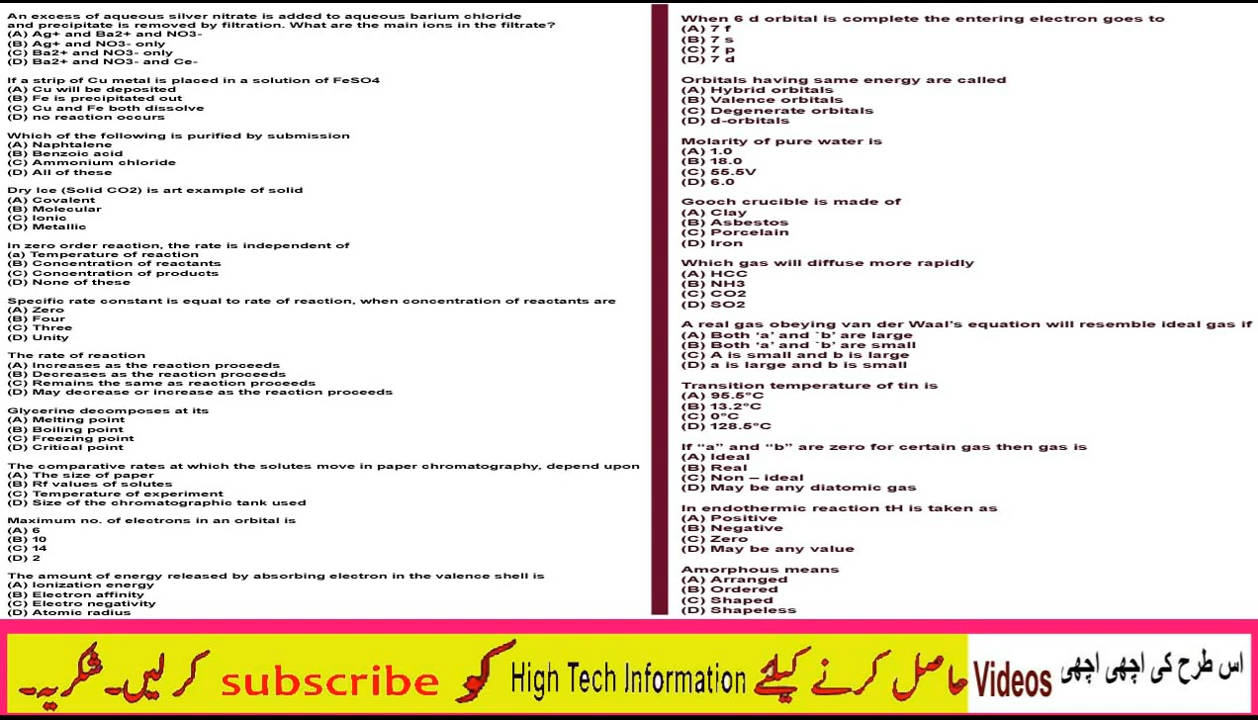 An excess of aqueous silver nitrate is added to aqueous barium chloride
and precipitate is removed by filtration. What are the main ions in the filtrate?
(A) Ag+ and Ba2+ and NO3-
(B) Ag+ and NO3- only
(C) Ba2+ and NO3- only
(D) Ba2+ and NO3- and Ce-
If a strip of Cu metal is placed in a solution of FeSO4
(A) Cu will be deposited
(B) Fe is precipitated out
(C) Cu and Fe both dissolve
(D) no reaction occurs
Which of the following is purified by submission
(A) Naphtalene
(B) Benzoic acid
(C) Ammonium chloride
(D) All of these
Dry Ice (Solid CO2) is art example of solid
(A) Covalent
(B) Molecular
(C) Ionic
(D) Metallic
In zero order reaction, the rate is independent of
(a) Temperature of reaction
(B) Concentration of reactants
(C) Concentration of products
(D) None of these
Specific rate constant is equal to rate of reaction, when concentration of reactants are
(A) Zero
(B) Four
(C) Three
(D) Unity
The rate of reaction
(A) Increases as the reaction proceeds
(B) Decreases as the reaction proceeds
(C) Remains the same as reaction proceeds
(D) May decrease or increase as the reaction proceeds
Glycerine decomposes at its
(A) Melting point
(B) Boiling point
(C) Freezing point
(D) Critical point
The comparative rates at which the solutes move in paper chromatography, depend upon
(A) The size of paper
(B) Rf values of solutes
(C) Temperature of experiment
(D) Size of the chromatographic tank used
Maximum no. of electrons in an orbital is
(A) 6
(B) 10
(C) 14
(D) 2
The amount of energy released by absorbing electron in the valence shell is
(A) Ionization energy
(B) Electron affinity
(C) Electro negativity
(D) Atomic radius
When 6 d orbital is complete the entering electron goes to
(A) 7 f
(B) 7 s
(C) 7 p
(D) 7 d
Orbitals having same energy are called
(A) Hybrid orbitals
(B) Valence orbitals
(C) Degenerate orbitals
(D) d-orbitals
Molarity of pure water is
(A) 1.0
(B) 18.0
(C) 55.5V
(D) 6.0
Gooch crucible is made of
(A) Clay
(B) Asbestos
(C) Porcelain
(D) Iron
Which gas will diffuse more rapidly
(A) HCC
(B) NH3
(C) CO2
(D) SO2
A real gas obeying van der Waal's equation will resemble ideal gas if
(A) Both 'a' and `b' are large
(B) Both 'a' and `b' are small
(C) A is small and b is large
(D) a is large and b is small
Transition temperature of tin is
(A) 95.5°C
(B) 13.2°C
(C) 0°C
(D) 128.5°C
If "a" and "b" are zero for certain gas then gas is
(A) Ideal
(B) Real
(C) Non – ideal
(D) May be any diatomic gas
In endothermic reaction tH is taken as
(A) Positive
(B) Negative
(C) Zero
(D) May be any value
Amorphous means
(A) Arranged
(B) Ordered
(C) Shaped
(D) Shapeless
اس طرح کی اچھی اچھی Videos حاصل کرنے کیلئے High Tech Information کو subscribe کر لیں۔ شکریہ۔